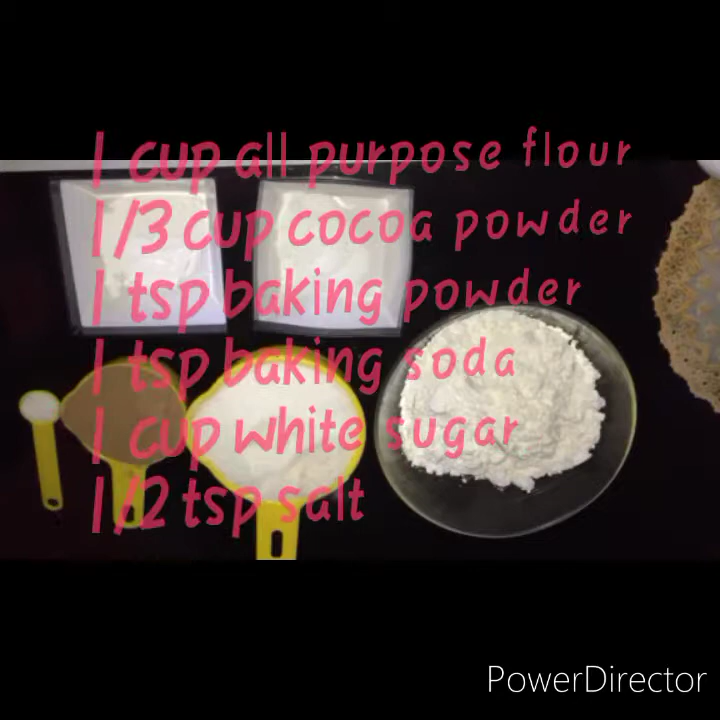 1 cup all purpose flour
1/3 cup cocoa powder
1 tsp baking powder
1 tsp baking soda
1 cup white sugar
1/2 tsp salt
PowerDirector